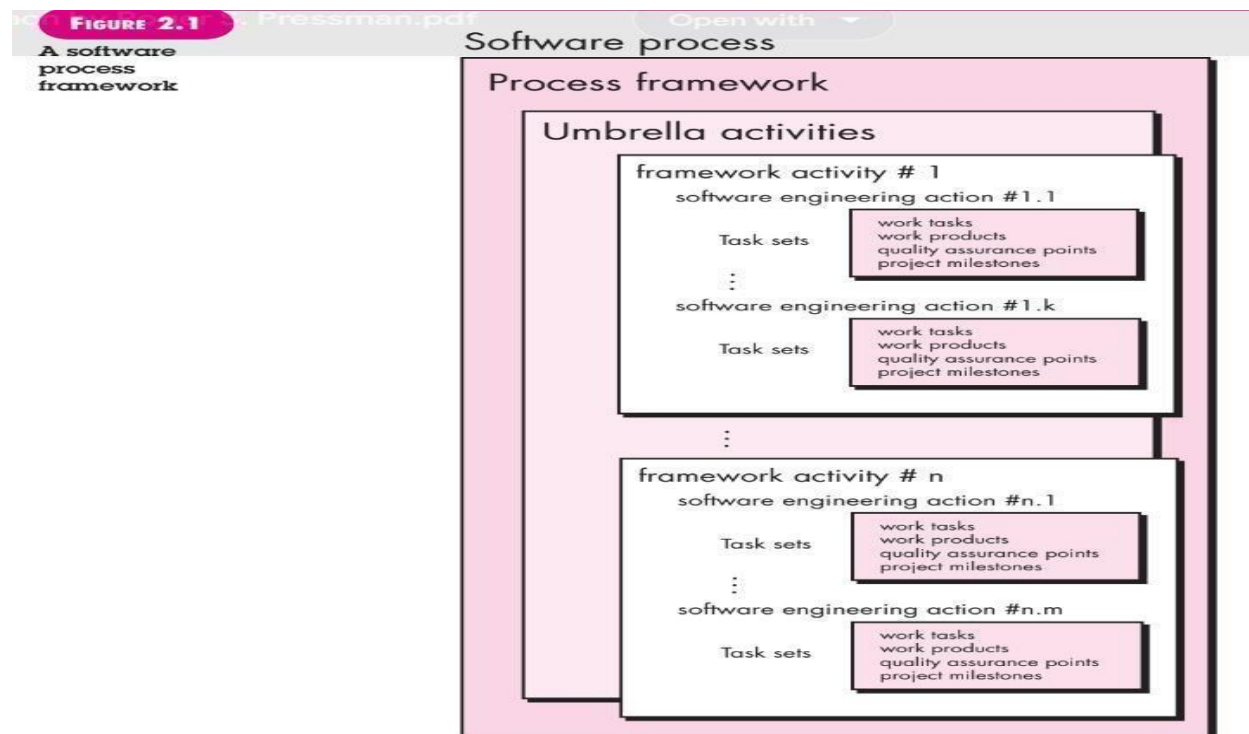 Pressman.pdf
Open with
FIGURE 2.1
A software
process
framework
Software process
Process framework
Umbrella activities
framework activity # 1
software engineering action #1.1
Task sets
work tasks
work products
quality assurance points
project milestones
⋮
software engineering action #1.k
Task sets
work tasks
work products
quality assurance points
project milestones
⋮
framework activity # n
software engineering action #n.1
Task sets
work tasks
work products
quality assurance points
project milestones
⋮
software engineering action #n.m
Task sets
work tasks
work products
quality assurance points
project milestones